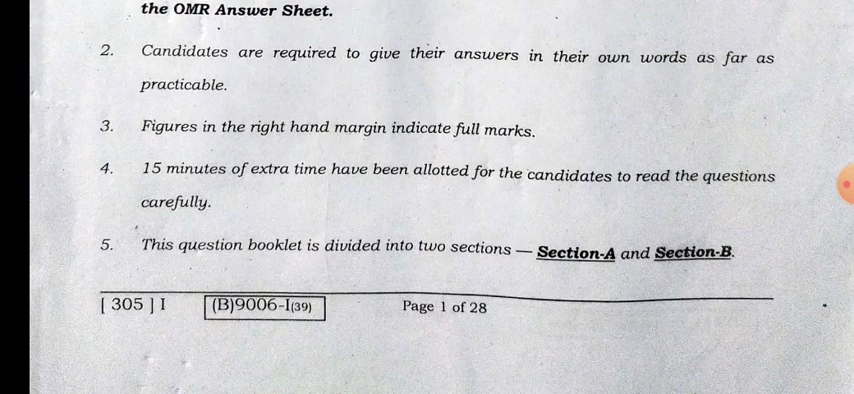 the OMR Answer Sheet.
2. Candidates are required to give their answers in their own words as far as
practicable.
3. Figures in the right hand margin indicate full marks.
4. 15 minutes of extra time have been allotted for the candidates to read the questions
carefully.
5. This question booklet is divided into two sections — Section-A and Section-B.
[ 305 ] I (B)9006-I(39) Page 1 of 28